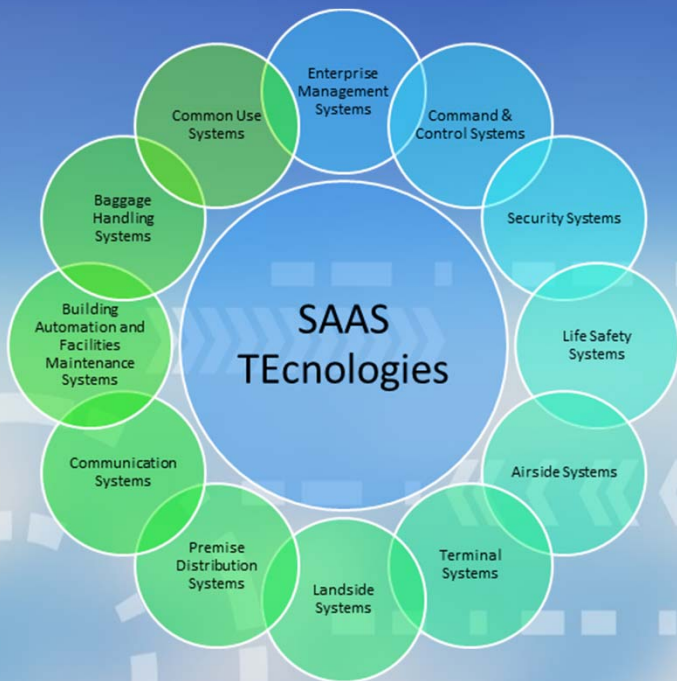 Enterprise
Management
Systems
Command &
Control Systems
Security Systems
Life Safety
Systems
Airside Systems
Terminal
Systems
Landside
Systems
Premise
Distribution
Systems
Communication
Systems
Building
Automation and
Facilities
Maintenance
Systems
Baggage
Handling
Systems
Common Use
Systems
SAAS
TEcnologies